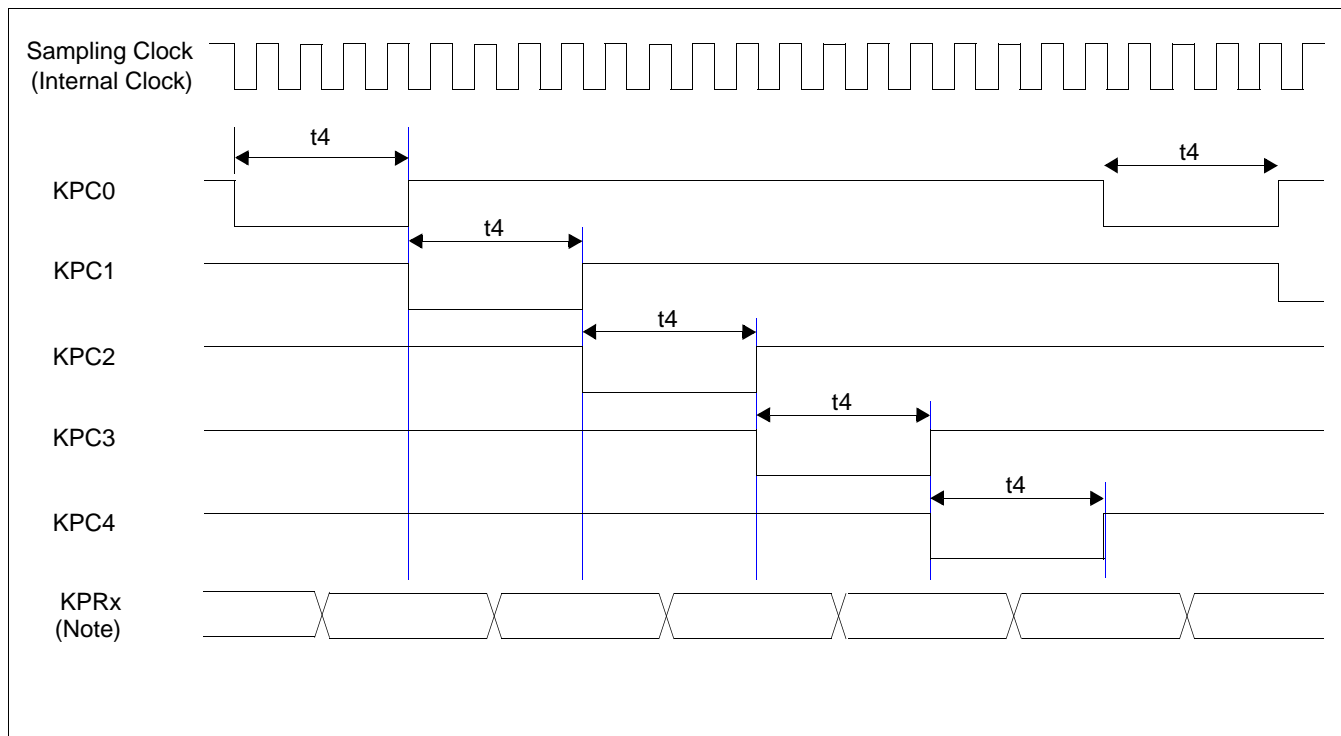 Sampling Clock
(Internal Clock)
t4
t4
KPC0
t4
KPC1
t4
KPC2
t4
KPC3
t4
KPC4
KPRx
(Note)